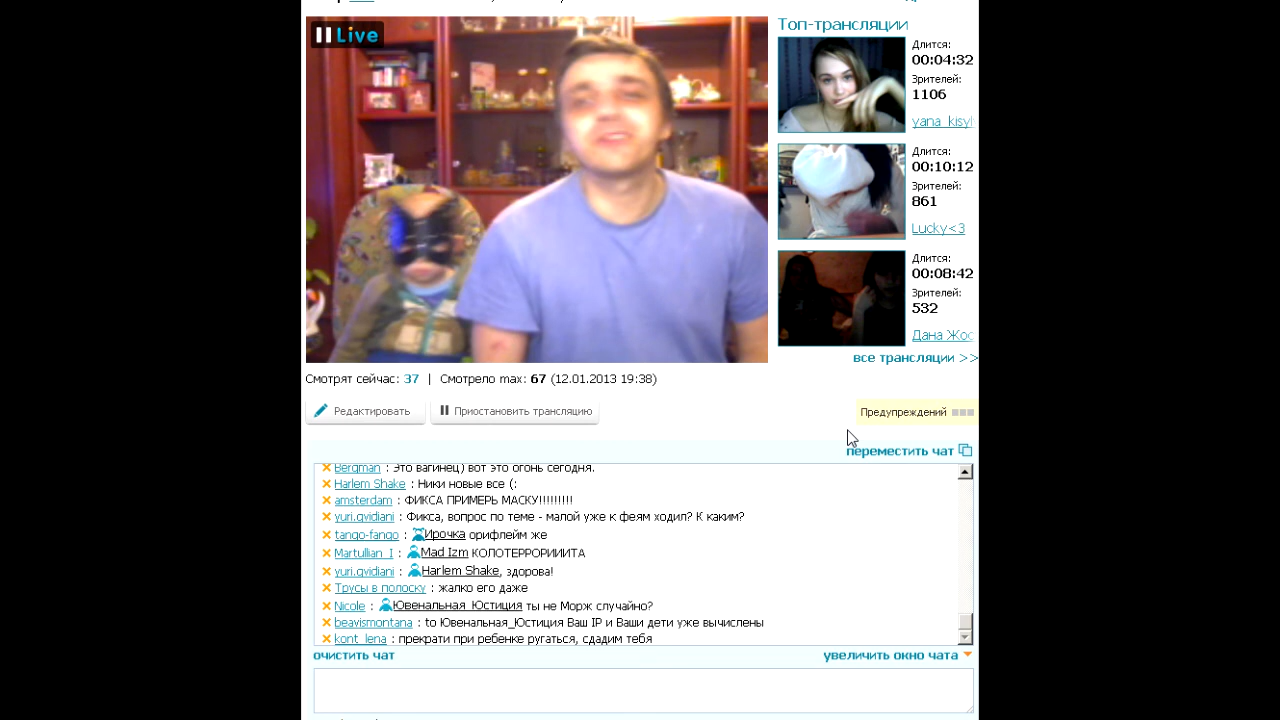 Live
Топ-трансляции
Длится:
00:04:32
Зрителей:
1106
yana_kisyl
Длится:
00:10:12
Зрителей:
861
Lucky<3
Длится:
00:08:42
Зрителей:
532
Дана Жос
все трансляции >>
Смотрят сейчас: 37 | Смотрело max: 67 (12.01.2013 19:38)
Редактировать
Приостановить трансляцию
Предупреждений
переместить чат
Bergman : Это вагинец) вот это огонь сегодня.
Harlem Shake : Ники новые все (:
amsterdam : ФИКСА ПРИМЕРЬ МАСКУ!!!!!!!!!
yuri.gvidiani : Фикса, вопрос по теме - малой уже к феям ходил? К каким?
tango-fango : Ирочка орифлейм же
Martullian_I : Mad Izm КОЛОТЕРРОРИИИТА
yuri.gvidiani : Harlem Shake, здорова!
Трусы в полоску : жалко его даже
Nicole : Ювенальная_Юстиция ты не Морж случайно?
beavismontana : to Ювенальная_Юстиция Ваш IP и Ваши дети уже вычислены
kont_lena : прекрати при ребенке ругаться, сдадим тебя
очистить чат
увеличить окно чата